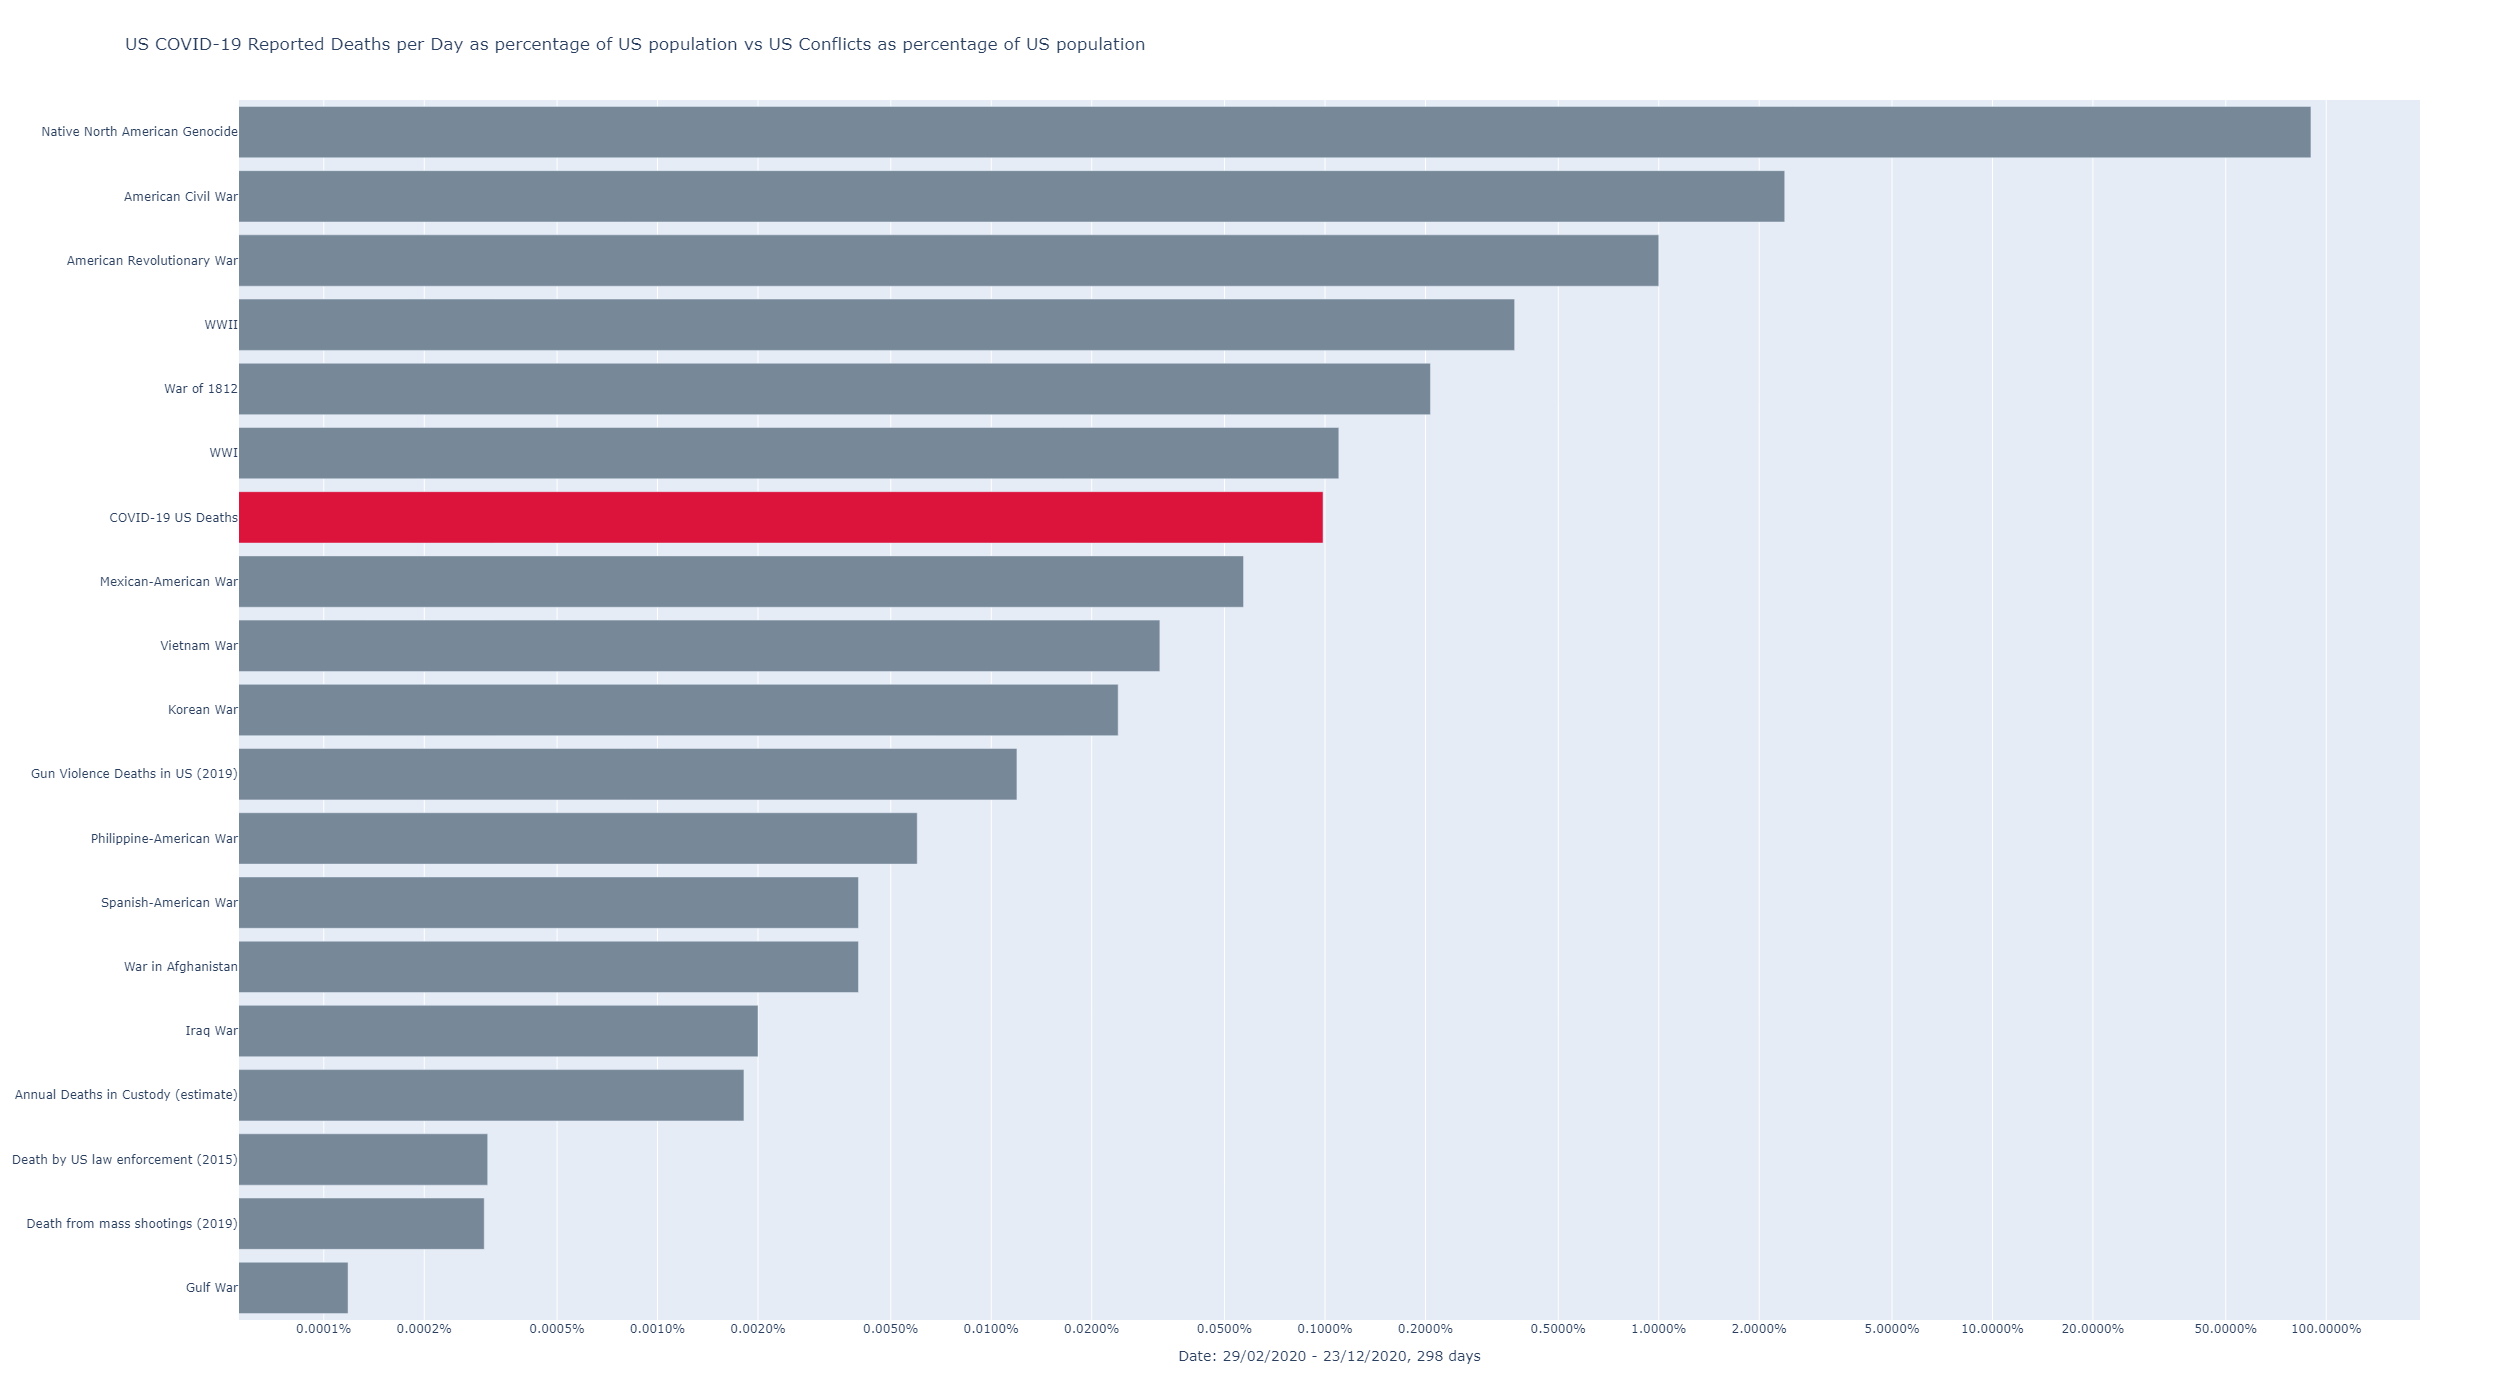 US COVID-19 Reported Deaths per Day as percentage of US population vs US Conflicts as percentage of US population
Native North American Genocide
American Civil War
American Revolutionary War
WWII
War of 1812
WWI
COVID-19 US Deaths
Mexican-American War
Vietnam War
Korean War
Gun Violence Deaths in US (2019)
Philippine-American War
Spanish-American War
War in Afghanistan
Iraq War
Annual Deaths in Custody (estimate)
Death by US law enforcement (2015)
Death from mass shootings (2019)
Gulf War
0.0001% 0.0002% 0.0005% 0.0010% 0.0020% 0.0050% 0.0100% 0.0200% 0.0500% 0.1000% 0.2000% 0.5000% 1.0000% 2.0000% 5.0000% 10.0000% 20.0000% 50.0000% 100.0000%
Date: 29/02/2020 - 23/12/2020, 298 days